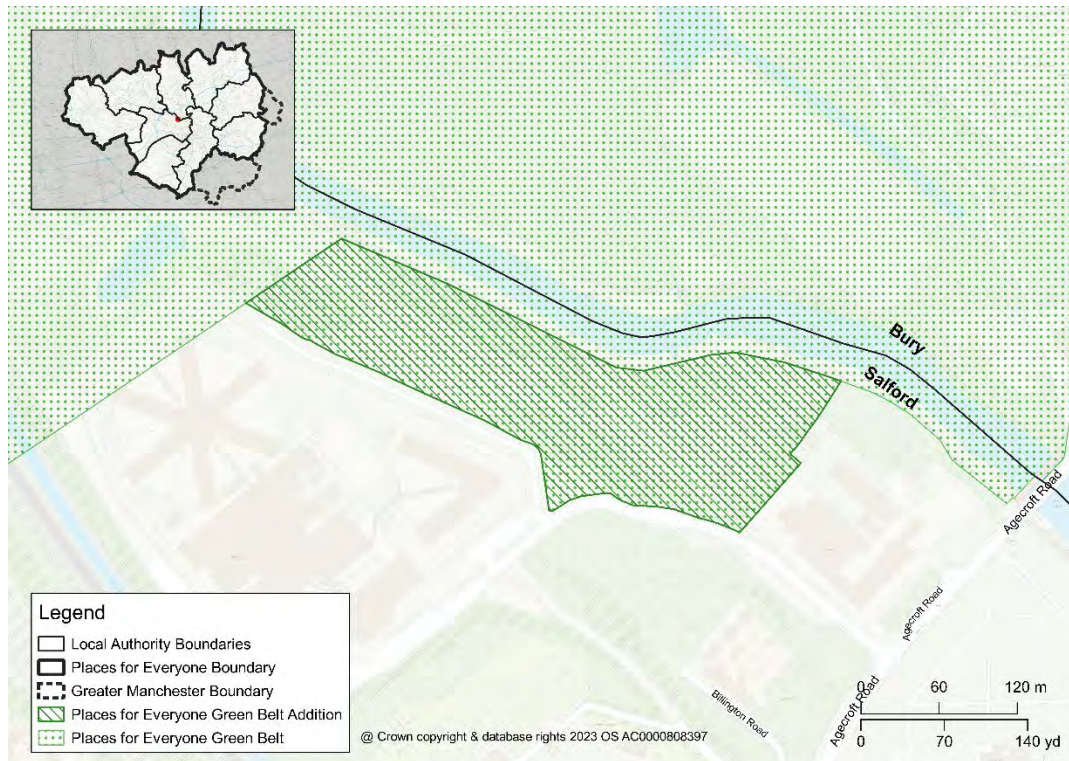 Bury
Salford
Agecroft Road
Agecroft Road
Agecroft Road
Billington Road
Legend
Local Authority Boundaries
Places for Everyone Boundary
Greater Manchester Boundary
Places for Everyone Green Belt Addition
Places for Everyone Green Belt
@ Crown copyright & database rights 2023 OS AC0000808397
0 60 120 m
0 70 140 yd